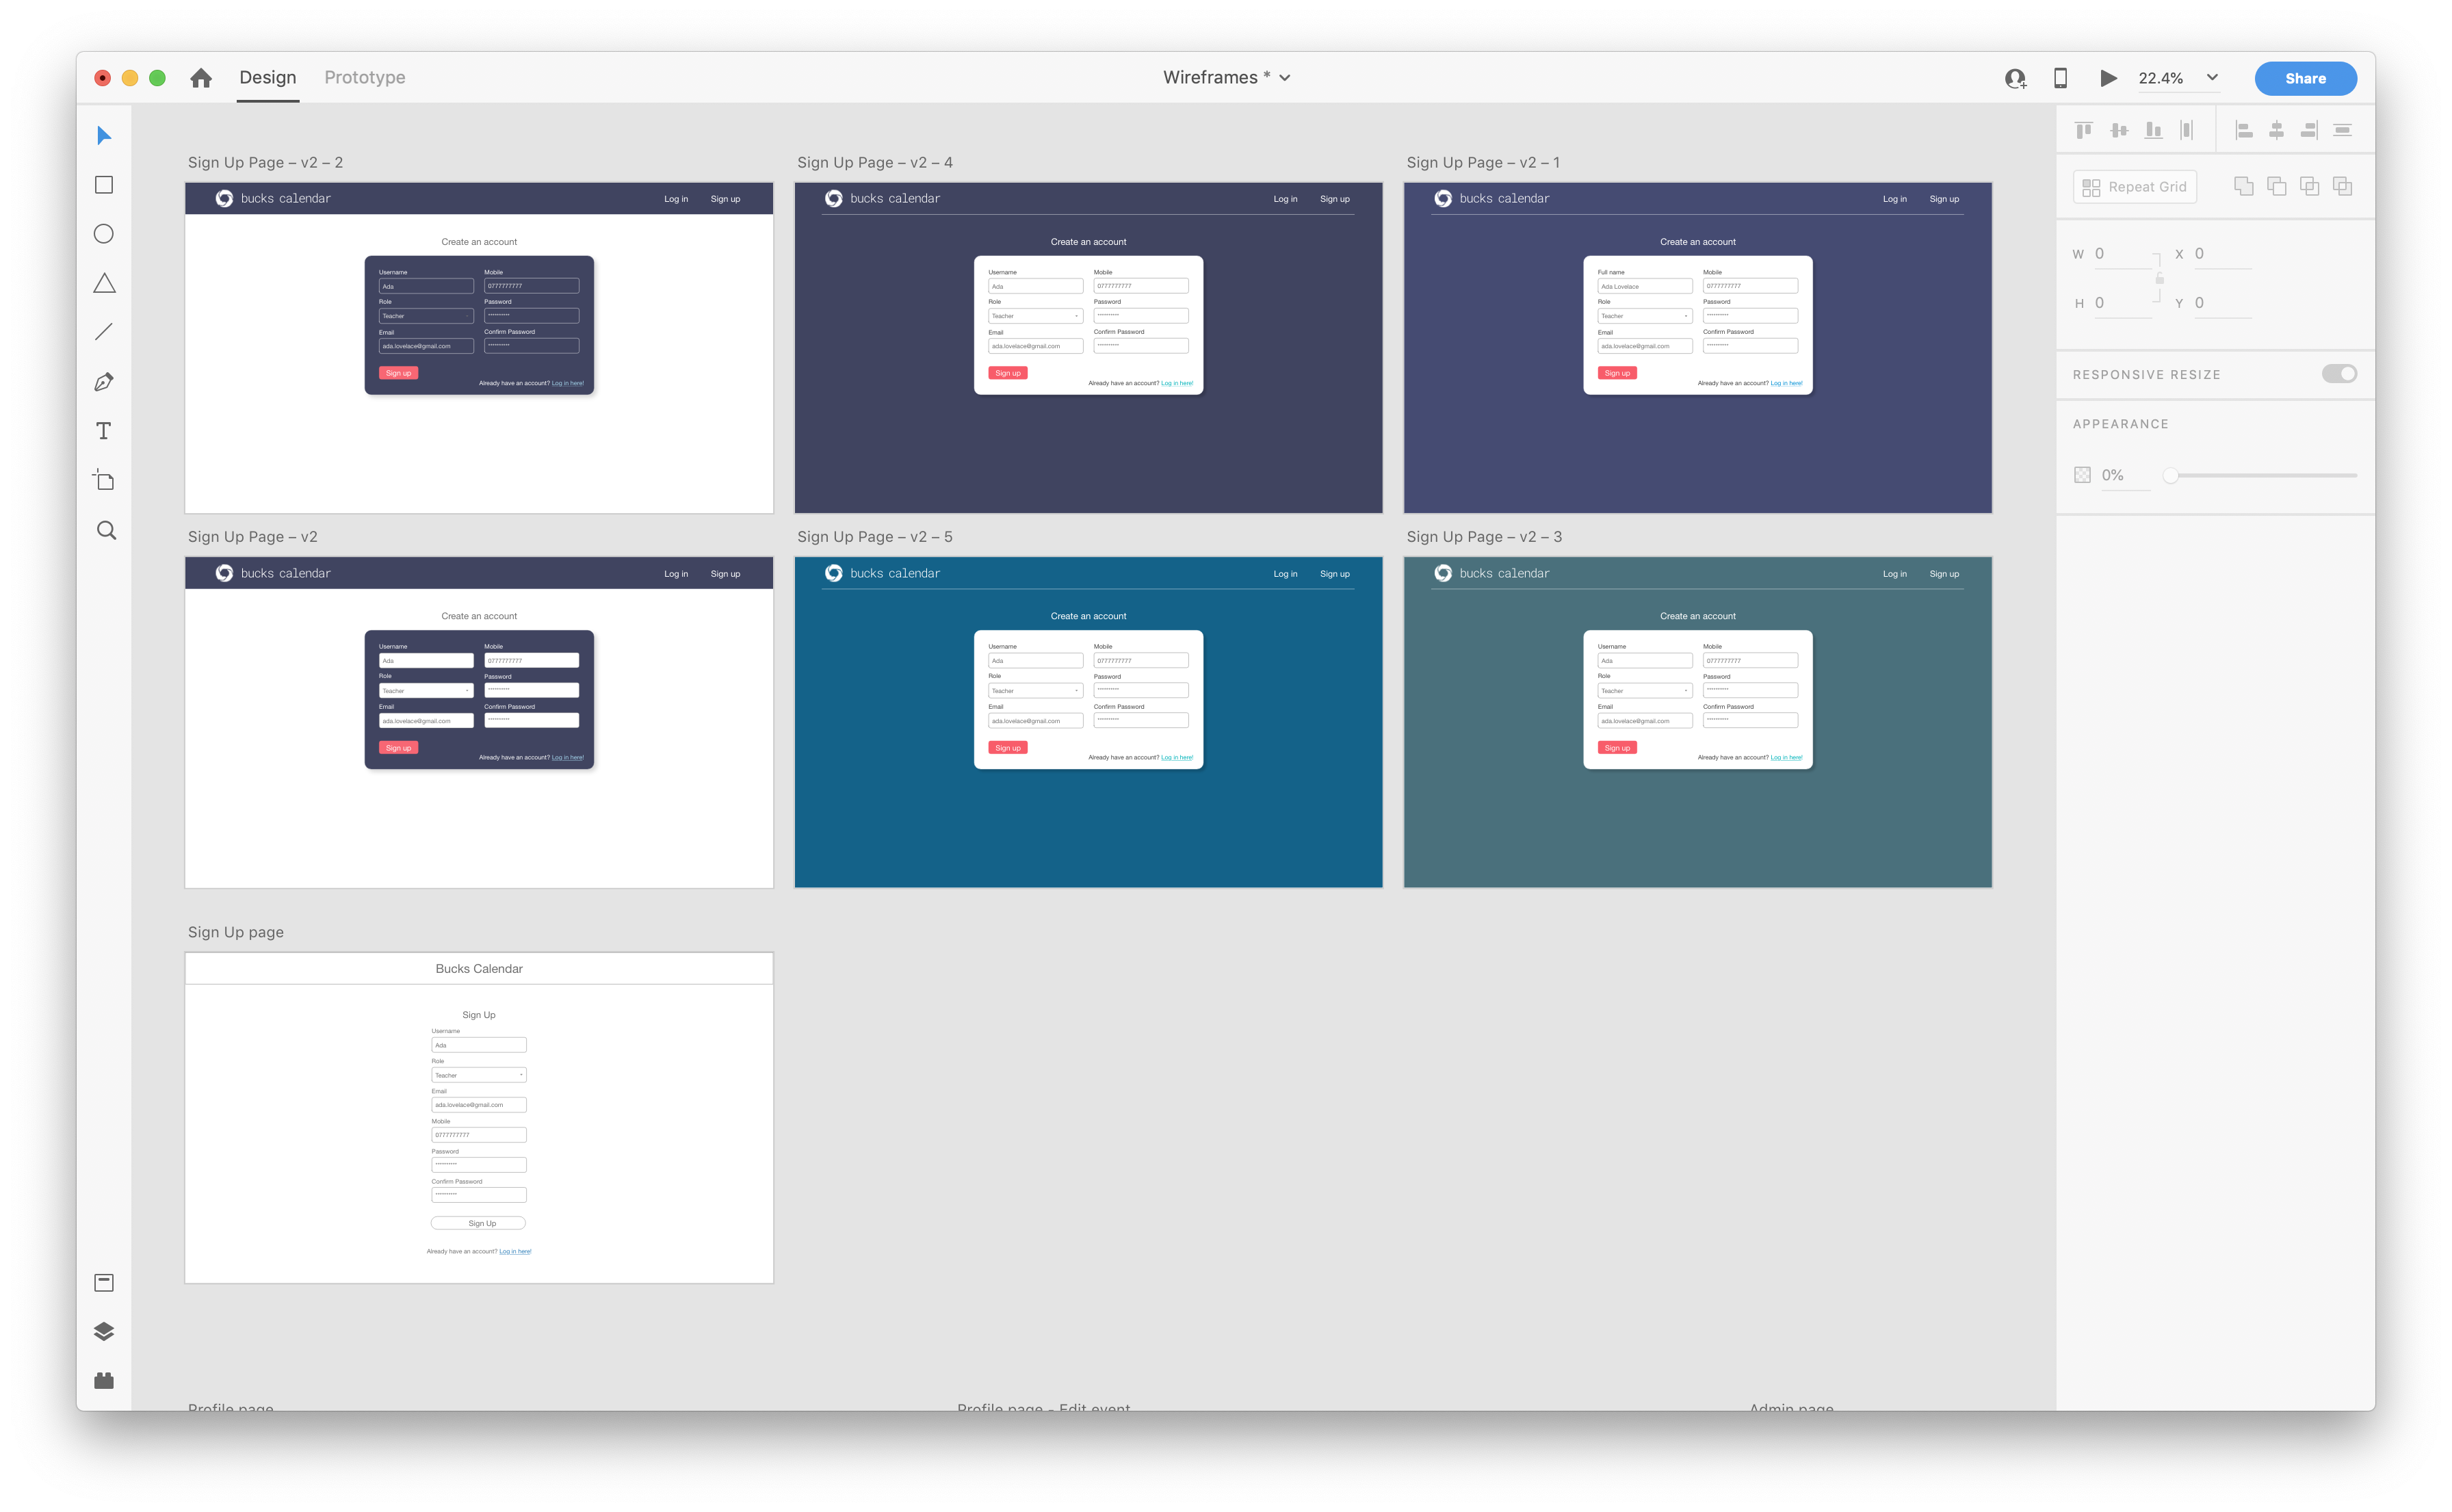 Design Prototype Wireframes * 22.4% Share
Sign Up Page – v2 – 2
bucks calendar Log in Sign up
Create an account
Username Mobile
Ada 0777777777
Role Password
Teacher **********
Email Confirm Password
ada.lovelace@gmail.com **********
Sign up
Already have an account? Log in here!
Sign Up Page – v2 – 4
bucks calendar Log in Sign up
Create an account
Username Mobile
Ada 0777777777
Role Password
Teacher **********
Email Confirm Password
ada.lovelace@gmail.com **********
Sign up
Already have an account? Log in here!
Sign Up Page – v2 – 1
bucks calendar Log in Sign up
Create an account
Full name Mobile
Ada Lovelace 0777777777
Role Password
Teacher **********
Email Confirm Password
ada.lovelace@gmail.com **********
Sign up
Already have an account? Log in here!
Sign Up Page – v2
bucks calendar Log in Sign up
Create an account
Username Mobile
Ada 0777777777
Role Password
Teacher **********
Email Confirm Password
ada.lovelace@gmail.com **********
Sign up
Already have an account? Log in here!
Sign Up Page – v2 – 5
bucks calendar Log in Sign up
Create an account
Username Mobile
Ada 0777777777
Role Password
Teacher **********
Email Confirm Password
ada.lovelace@gmail.com **********
Sign up
Already have an account? Log in here!
Sign Up Page – v2 – 3
bucks calendar Log in Sign up
Create an account
Username Mobile
Ada 0777777777
Role Password
Teacher **********
Email Confirm Password
ada.lovelace@gmail.com **********
Sign up
Already have an account? Log in here!
Sign Up page
Bucks Calendar
Sign Up
Username
Ada
Role
Teacher
Email
ada.lovelace@gmail.com
Mobile
0777777777
Password
**********
Confirm Password
**********
Sign Up
Already have an account? Log in here!
Profile page Profile page - Edit event Admin page
Repeat Grid
W 0 X 0
H 0 Y 0
RESPONSIVE RESIZE
APPEARANCE
0%